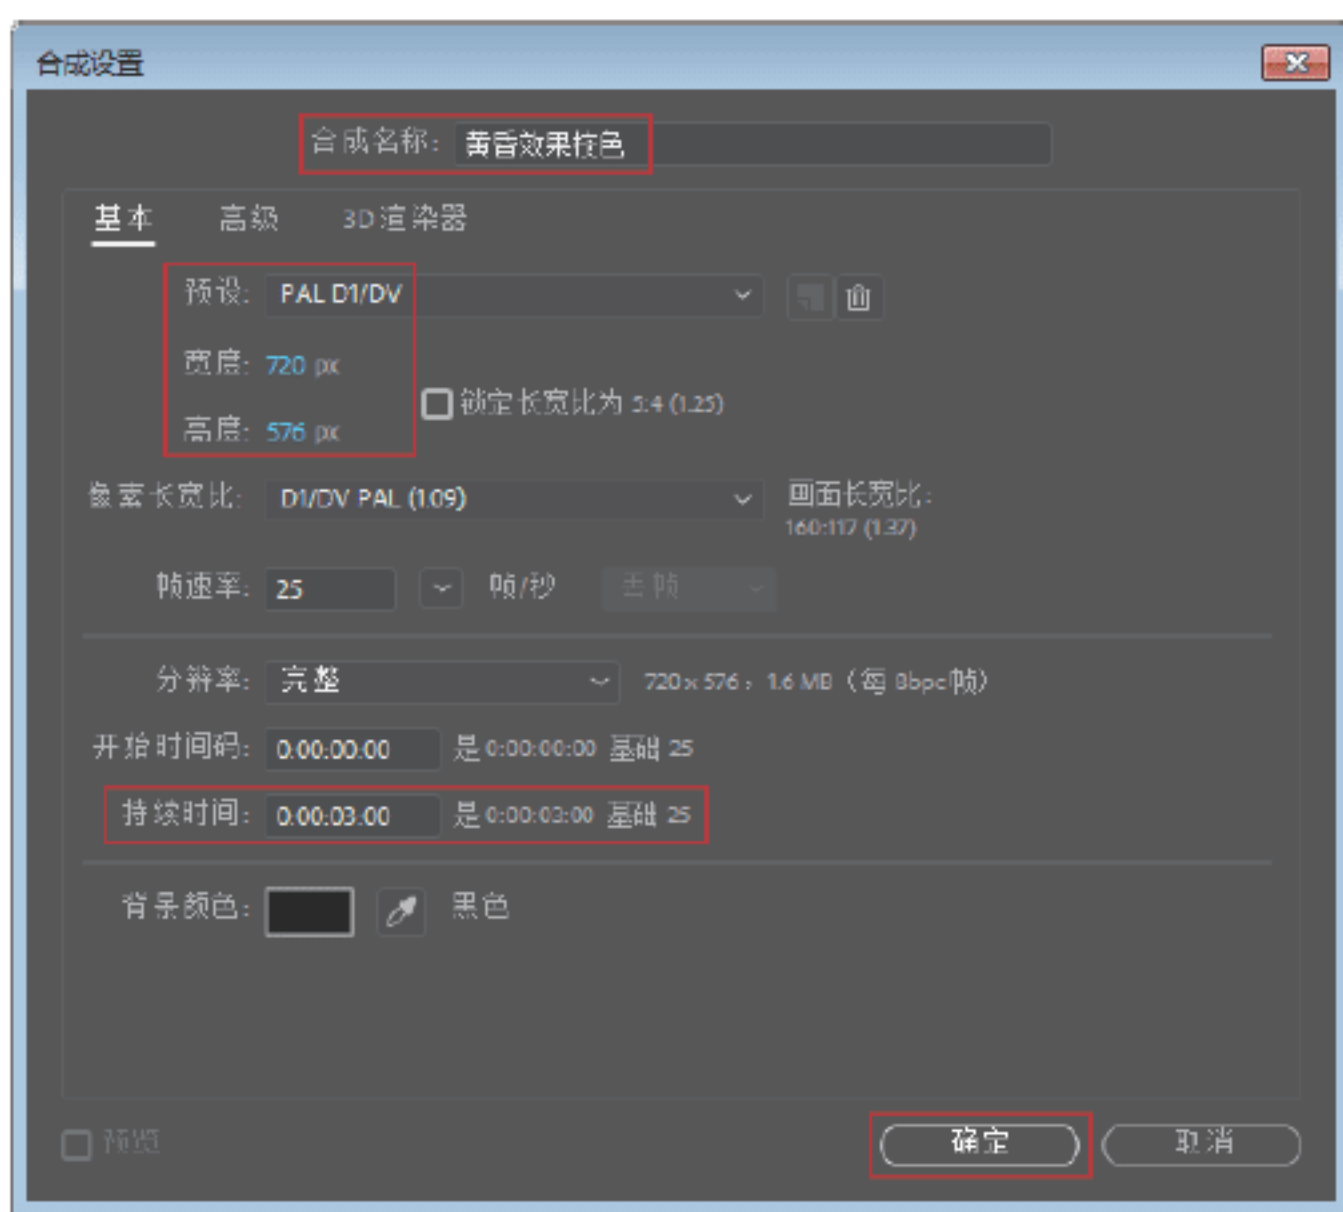 合成设置
合成名称: 黄昏效果校色
基本 高级 3D 渲染器
预设: PAL D1/DV
宽度: 720 px
锁定长宽比为 5:4 (1.25)
高度: 576 px
像素长宽比: D1/DV PAL (1.09) 画面长宽比:
160:117 (1.37)
帧速率: 25 帧/秒 丢帧
分辨率: 完整 720 x 576，1.6 MB（每 8bpc 帧）
开始时间码: 0:00:00:00 是 0:00:00:00 基础 25
持续时间: 0:00:03:00 是 0:00:03:00 基础 25
背景颜色: 黑色
预览 确定 取消